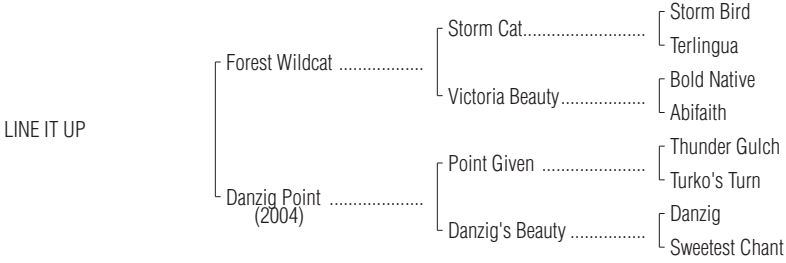 Storm Bird
Storm Cat..........................
Terlingua
Forest Wildcat ..................
Bold Native
Victoria Beauty..................
Abifaith
LINE IT UP
Thunder Gulch
Point Given ......................
Turko's Turn
Danzig Point ....................
(2004)
Danzig
Danzig's Beauty ................
Sweetest Chant